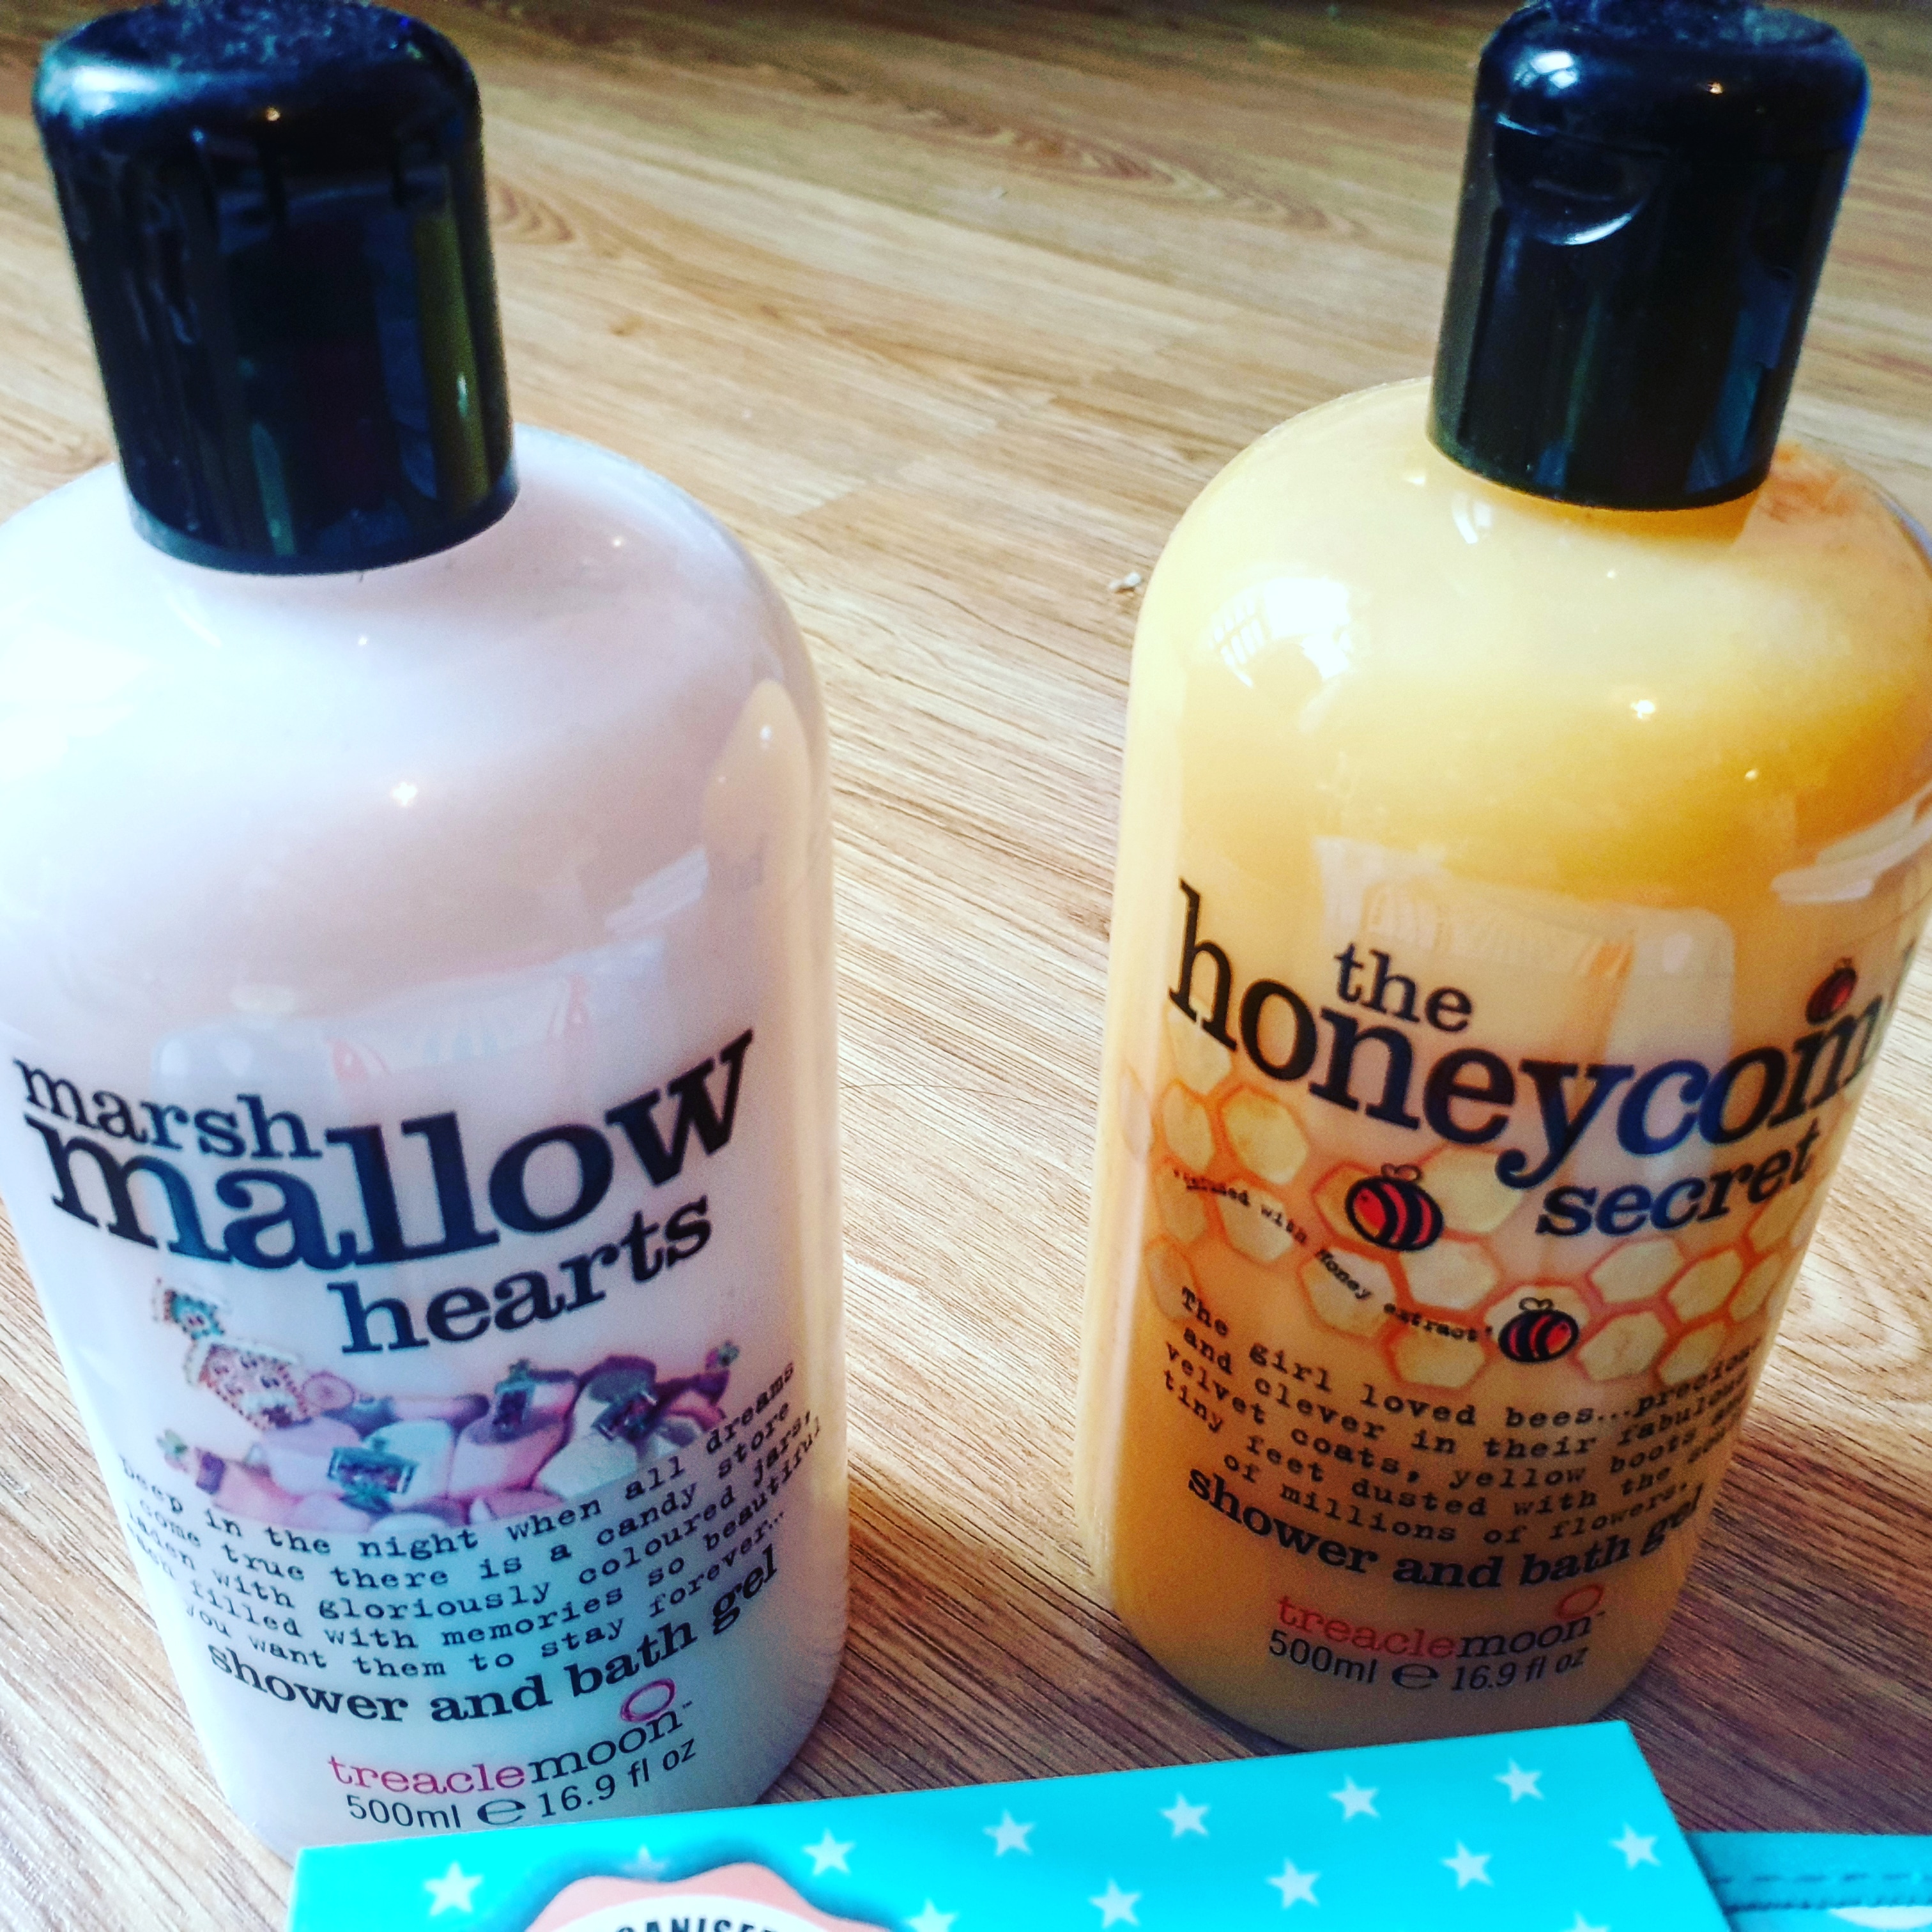 marsh
mallow
hearts
Deep in the night when all dreams
come true there is a candy store
laden with gloriously coloured jars,
each filled with memories so beautiful
you want them to stay forever...
shower and bath gel
treaclemoon™
500ml ℮ 16.9 fl oz
the
honeycom
secret
'infused with Honey extract'
The girl loved bees...precious
and clever in their fabulous
velvet coats, yellow boots and
tiny feet dusted with the
of millions of flowers.
shower and bath gel
treaclemoon™
500ml ℮ 16.9 fl oz